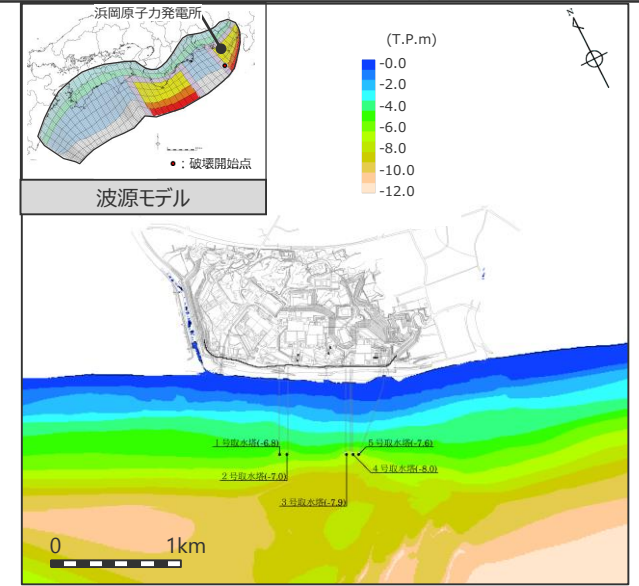 浜岡原子力発電所
●：破壊開始点
波源モデル
(T.P.m)
-0.0
-2.0
-4.0
-6.0
-8.0
-10.0
-12.0
N
1号取水塔(-6.8)
5号取水塔(-7.6)
2号取水塔(-7.0)
4号取水塔(-8.0)
3号取水塔(-7.9)
0 1km